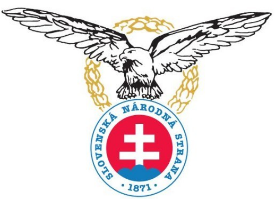 SLOVENSKÁ NÁRODNÁ STRANA
· 1871 ·